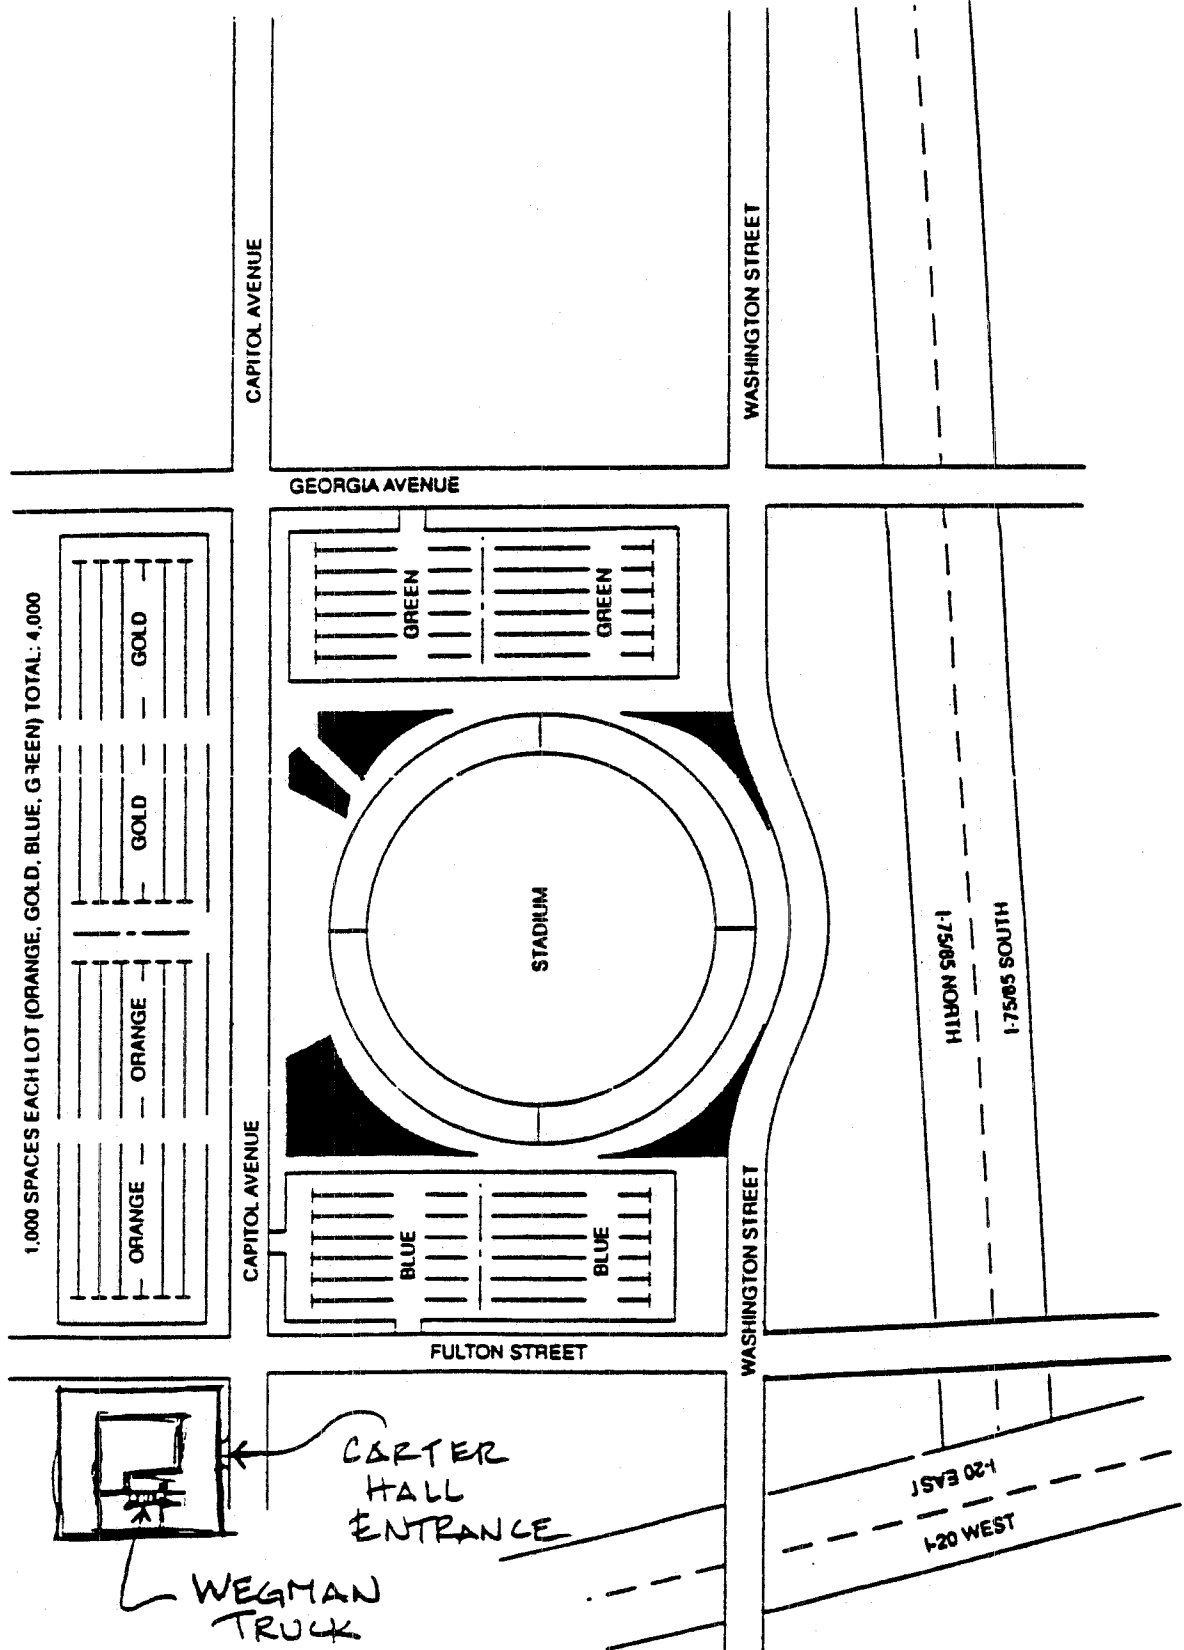 CAPITOL AVENUE
WASHINGTON STREET
GEORGIA AVENUE
1,000 SPACES EACH LOT (ORANGE, GOLD, BLUE, GREEN) TOTAL: 4,000
GOLD
GREEN
GREEN
GOLD
STADIUM
I-75/85 NORTH
I-75/85 SOUTH
ORANGE
ORANGE
CAPITOL AVENUE
BLUE
BLUE
WASHINGTON STREET
FULTON STREET
CARTER
HALL
ENTRANCE
I-20 EAST
I-20 WEST
WEGMAN
TRUCK